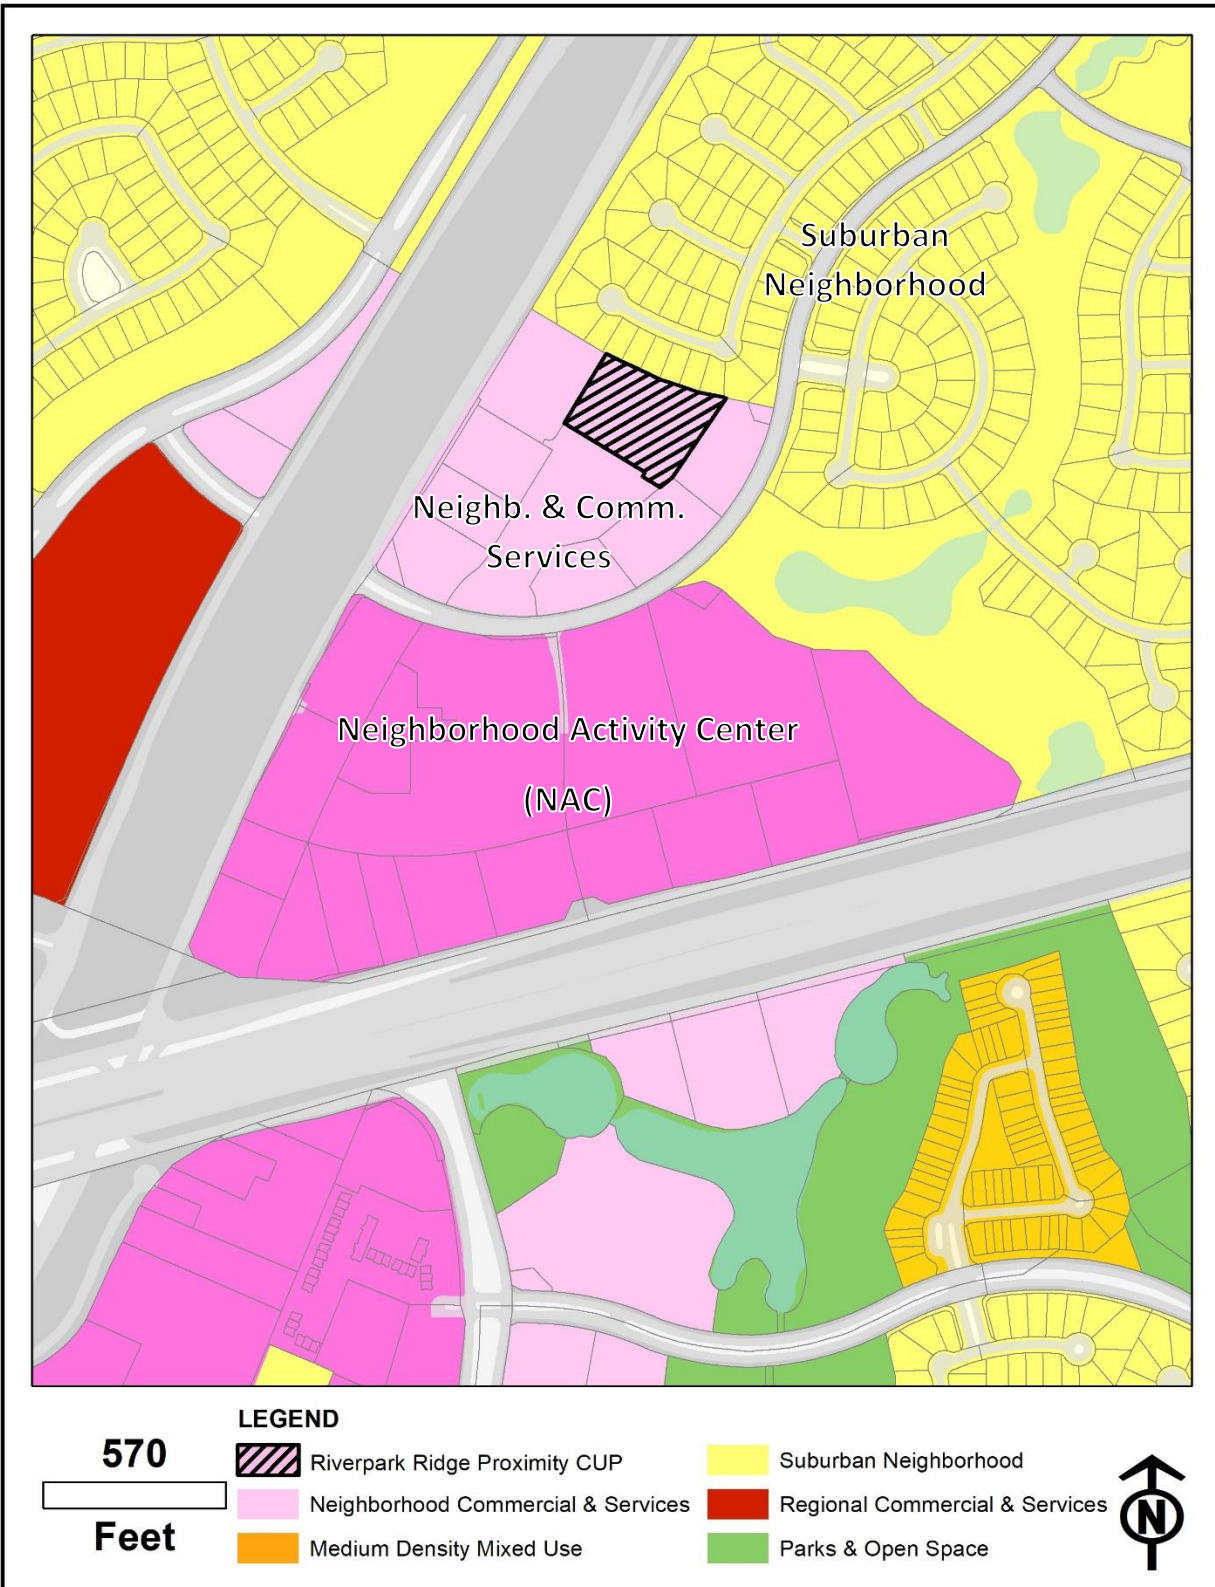 Suburban
Neighborhood
Neighb. & Comm.
Services
Neighborhood Activity Center
(NAC)
LEGEND
570
Feet
Riverpark Ridge Proximity CUP
Neighborhood Commercial & Services
Medium Density Mixed Use
Suburban Neighborhood
Regional Commercial & Services
Parks & Open Space
N